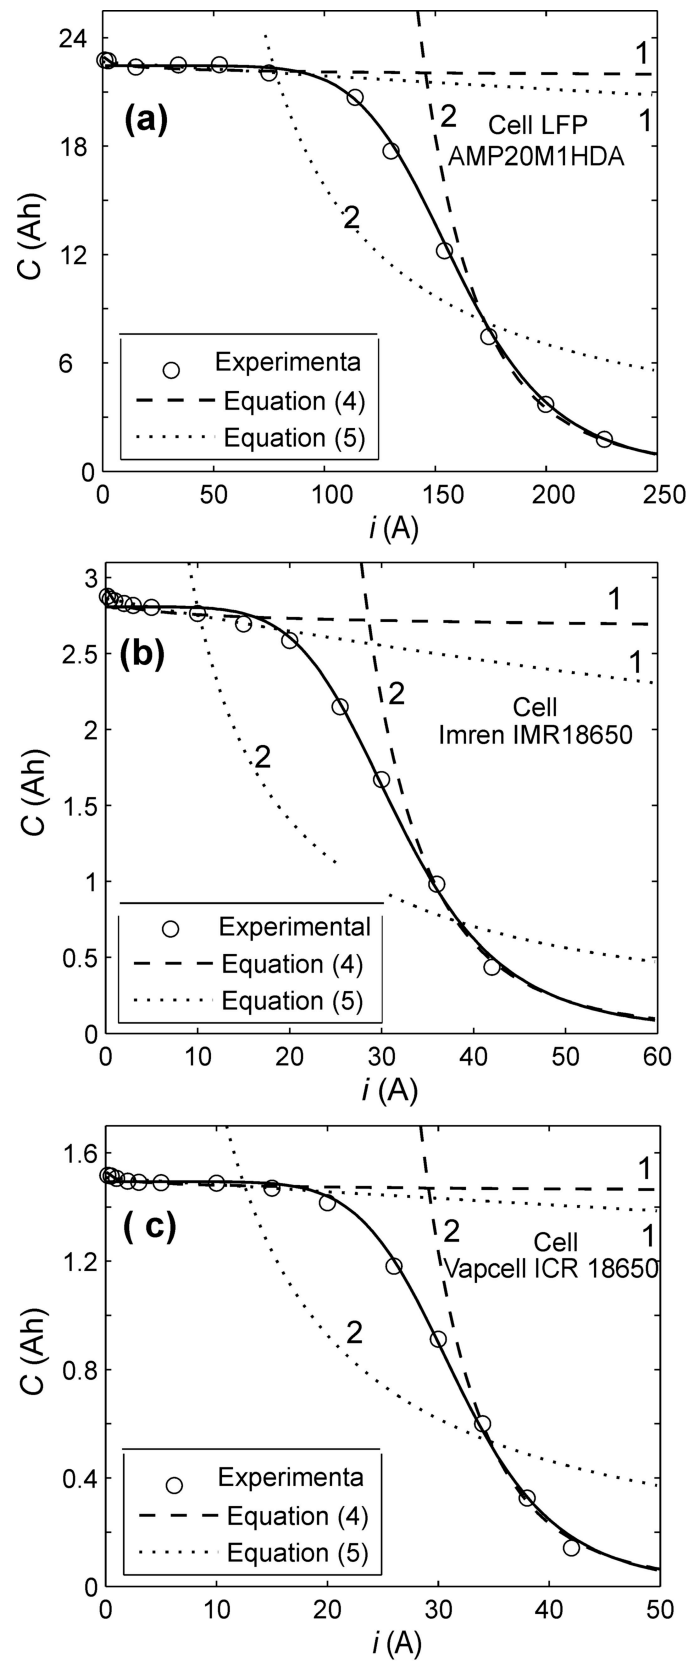 24
18
12
6
0
C (Ah)
(a)
1
1
2
2
Cell LFP
AMP20M1HDA
Experimenta
Equation (4)
Equation (5)
0 50 100 150 200 250
i (A)
3
2.5
2
1.5
1
0.5
0
C (Ah)
(b)
1
1
2
2
Cell
Imren IMR18650
Experimental
Equation (4)
Equation (5)
0 10 20 30 40 50 60
i (A)
1.6
1.2
0.8
0.4
0
C (Ah)
( c)
1
1
2
2
Cell
Vapcell ICR 18650
Experimenta
Equation (4)
Equation (5)
0 10 20 30 40 50
i (A)